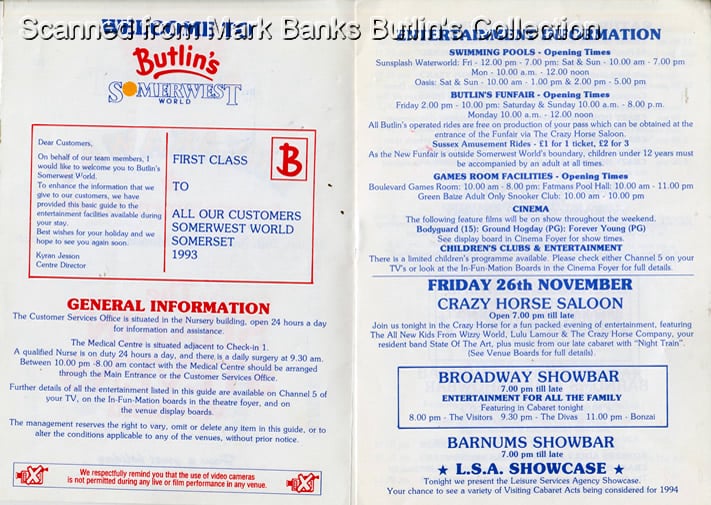 Scanned from Mark Banks Butlin's Collection
WELCOME TO
Butlin's
SOMERWEST
WORLD
Dear Customers,
On behalf of our team members, I
would like to welcome you to Butlin's
Somerwest World.
To enhance the information that we
give to our customers, we have
provided this basic guide to the
entertainment facilities available during
your stay.
Best wishes for your holiday and we
hope to see you again soon.
Kyran Jesson
Centre Director
B
FIRST CLASS
TO
ALL OUR CUSTOMERS
SOMERWEST WORLD
SOMERSET
1993
GENERAL INFORMATION
The Customer Services Office is situated in the Nursery building, open 24 hours a day
for information and assistance.
The Medical Centre is situated adjacent to Check-in 1.
A qualified Nurse is on duty 24 hours a day, and there is a daily surgery at 9.30 am.
Between 10.00 pm -8.00 am contact with the Medical Centre should be arranged
through the Main Entrance or the Customer Services Office.
Further details of all the entertainment listed in this guide are available on Channel 5 of
your TV, on the In-Fun-Mation boards in the theatre foyer, and on
the venue display boards.
The management reserves the right to vary, omit or delete any item in this guide, or to
alter the conditions applicable to any of the venues, without prior notice.
We respectfully remind you that the use of video cameras
is not permitted during any live or film performance in any venue.
ENTERTAINMENT INFORMATION
SWIMMING POOLS - Opening Times
Sunsplash Waterworld: Fri - 12.00 pm - 7.00 pm: Sat & Sun - 10.00 am - 7.00 pm
Mon - 10.00 a.m. - 12.00 noon
Oasis: Sat & Sun - 10.00 am - 1.00 pm & 2.00 pm - 5.00 pm
BUTLIN'S FUNFAIR - Opening Times
Friday 2.00 pm - 10.00 pm: Saturday & Sunday 10.00 a.m. - 8.00 p.m.
Monday 10.00 a.m. - 12.00 noon
All Butlin's operated rides are free on production of your pass which can be obtained at the
entrance of the Funfair via The Crazy Horse Saloon.
Sussex Amusement Rides - £1 for 1 ticket, £2 for 3
As the New Funfair is outside Somerwest World's boundary, children under 12 years must
be accompanied by an adult at all times.
GAMES ROOM FACILITIES - Opening Times
Boulevard Games Room: 10.00 am - 8.00 pm: Fatmans Pool Hall: 10.00 am - 11.00 pm
Green Baize Adult Only Snooker Club: 10.00 am - 10.00 pm
CINEMA
The following feature films will be on show throughout the weekend.
Bodyguard (15): Ground Hogday (PG): Forever Young (PG)
See display board in Cinema Foyer for show times.
CHILDREN'S CLUBS & ENTERTAINMENT
There is a limited children's programme available. Please check either Channel 5 on your
TV's or look at the In-Fun-Mation Boards in the Cinema Foyer for full details.
FRIDAY 26th NOVEMBER
CRAZY HORSE SALOON
Open 7.00 pm till late
Join us tonight in the Crazy Horse for a fun packed evening of entertainment, featuring
The All New Kids From Wizzy World, Lulu Lamour & The Crazy Horse Company, your
resident band State Of The Art, plus music from our late cabaret with "Night Train".
(See Venue Boards for full details).
BROADWAY SHOWBAR
7.00 pm till late
ENTERTAINMENT FOR ALL THE FAMILY
Featuring in Cabaret tonight
8.00 pm - The Visitors 9.30 pm - The Divas 11.00 pm - Bonzai
BARNUMS SHOWBAR
7.00 pm till late
★ L.S.A. SHOWCASE ★
Tonight we present the Leisure Services Agency Showcase.
Your chance to see a variety of Visiting Cabaret Acts being considered for 1994